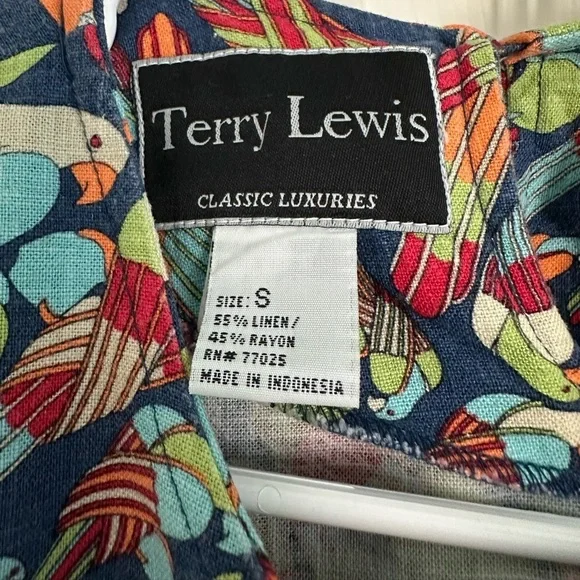 Terry Lewis
CLASSIC LUXURIES
SIZE: S
55% LINEN/
45% RAYON
RN# 77025
MADE IN INDONESIA